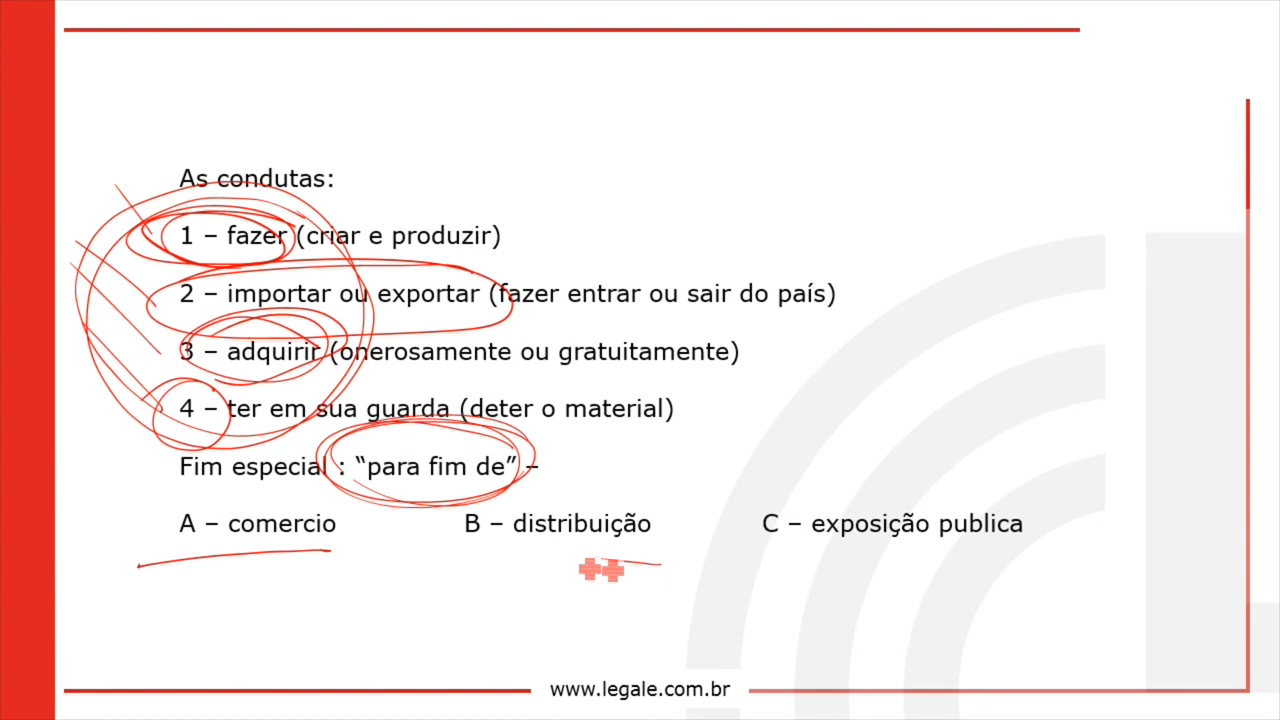 As condutas:
1 – fazer (criar e produzir)
2 – importar ou exportar (fazer entrar ou sair do país)
3 – adquirir (onerosamente ou gratuitamente)
4 – ter em sua guarda (deter o material)
Fim especial : “para fim de” –
A – comercio B – distribuição C – exposição publica
www.legale.com.br